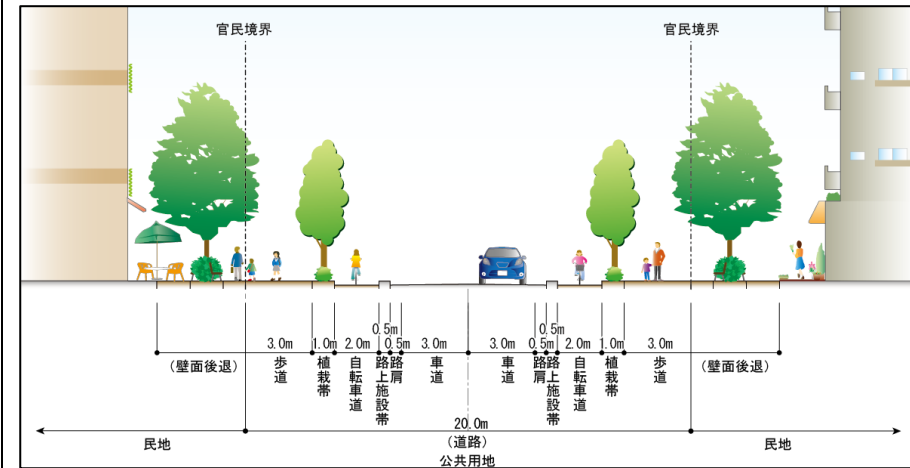 官民境界
官民境界
0.5m
0.5m
3.0m 1.0m 2.0m 0.5m 3.0m 3.0m 0.5m 2.0m 1.0m 3.0m
(壁面後退)
歩道
植栽帯
自転車道
路上施設帯
路肩
車道
車道
路肩
路上施設帯
自転車道
植栽帯
歩道
(壁面後退)
20.0m
(道路)
民地
公共用地
民地